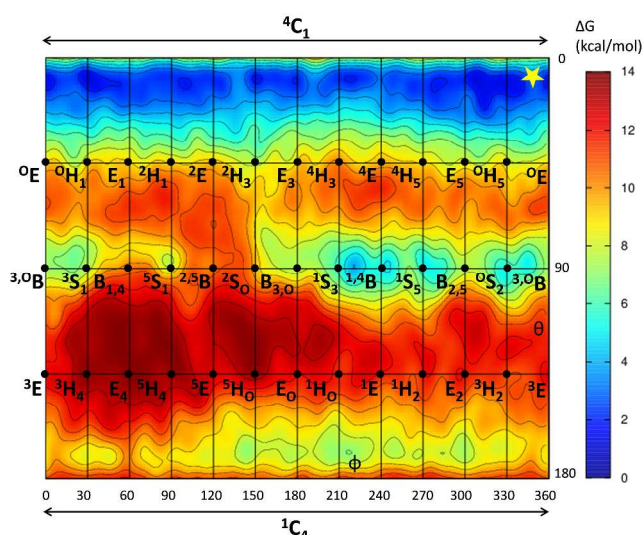 ⁴C₁
ΔG
(kcal/mol)
0
14
12
10
8
6
4
2
0
ᴼE ᴼH₁ E₁ ²H₁ ²E ²H₃ E₃ ⁴H₃ ⁴E ⁴H₅ E₅ ᴼH₅ ᴼE
³,ᴼB ³S₁ B₁,₄ ⁵S₁ ²,⁵B ²Sₒ B₃,ₒ ¹S₃ ¹,⁴B ¹S₅ B₂,₅ ᴼS₂ ³,ᴼB 90
θ
³E ³H₄ E₄ ⁵H₄ ⁵E ⁵Hₒ Eₒ ¹Hₒ ¹E ¹H₂ E₂ ³H₂ ³E
ϕ
180
0 30 60 90 120 150 180 210 240 270 300 330 360
¹C₄